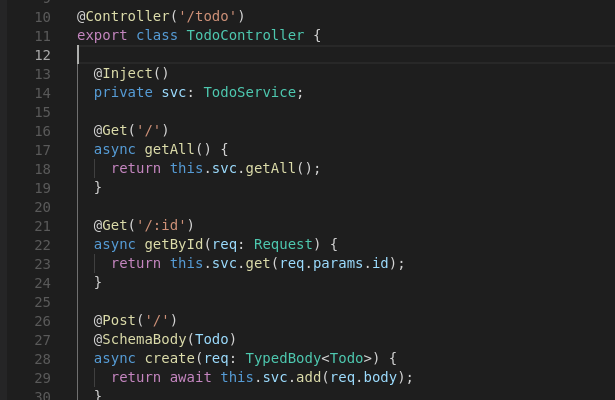 10 @Controller('/todo')
11 export class TodoController {
12
13 @Inject()
14 private svc: TodoService;
15
16 @Get('/')
17 async getAll() {
18 return this.svc.getAll();
19 }
20
21 @Get('/:id')
22 async getById(req: Request) {
23 return this.svc.get(req.params.id);
24 }
25
26 @Post('/')
27 @SchemaBody(Todo)
28 async create(req: TypedBody<Todo>) {
29 return await this.svc.add(req.body);
30 }